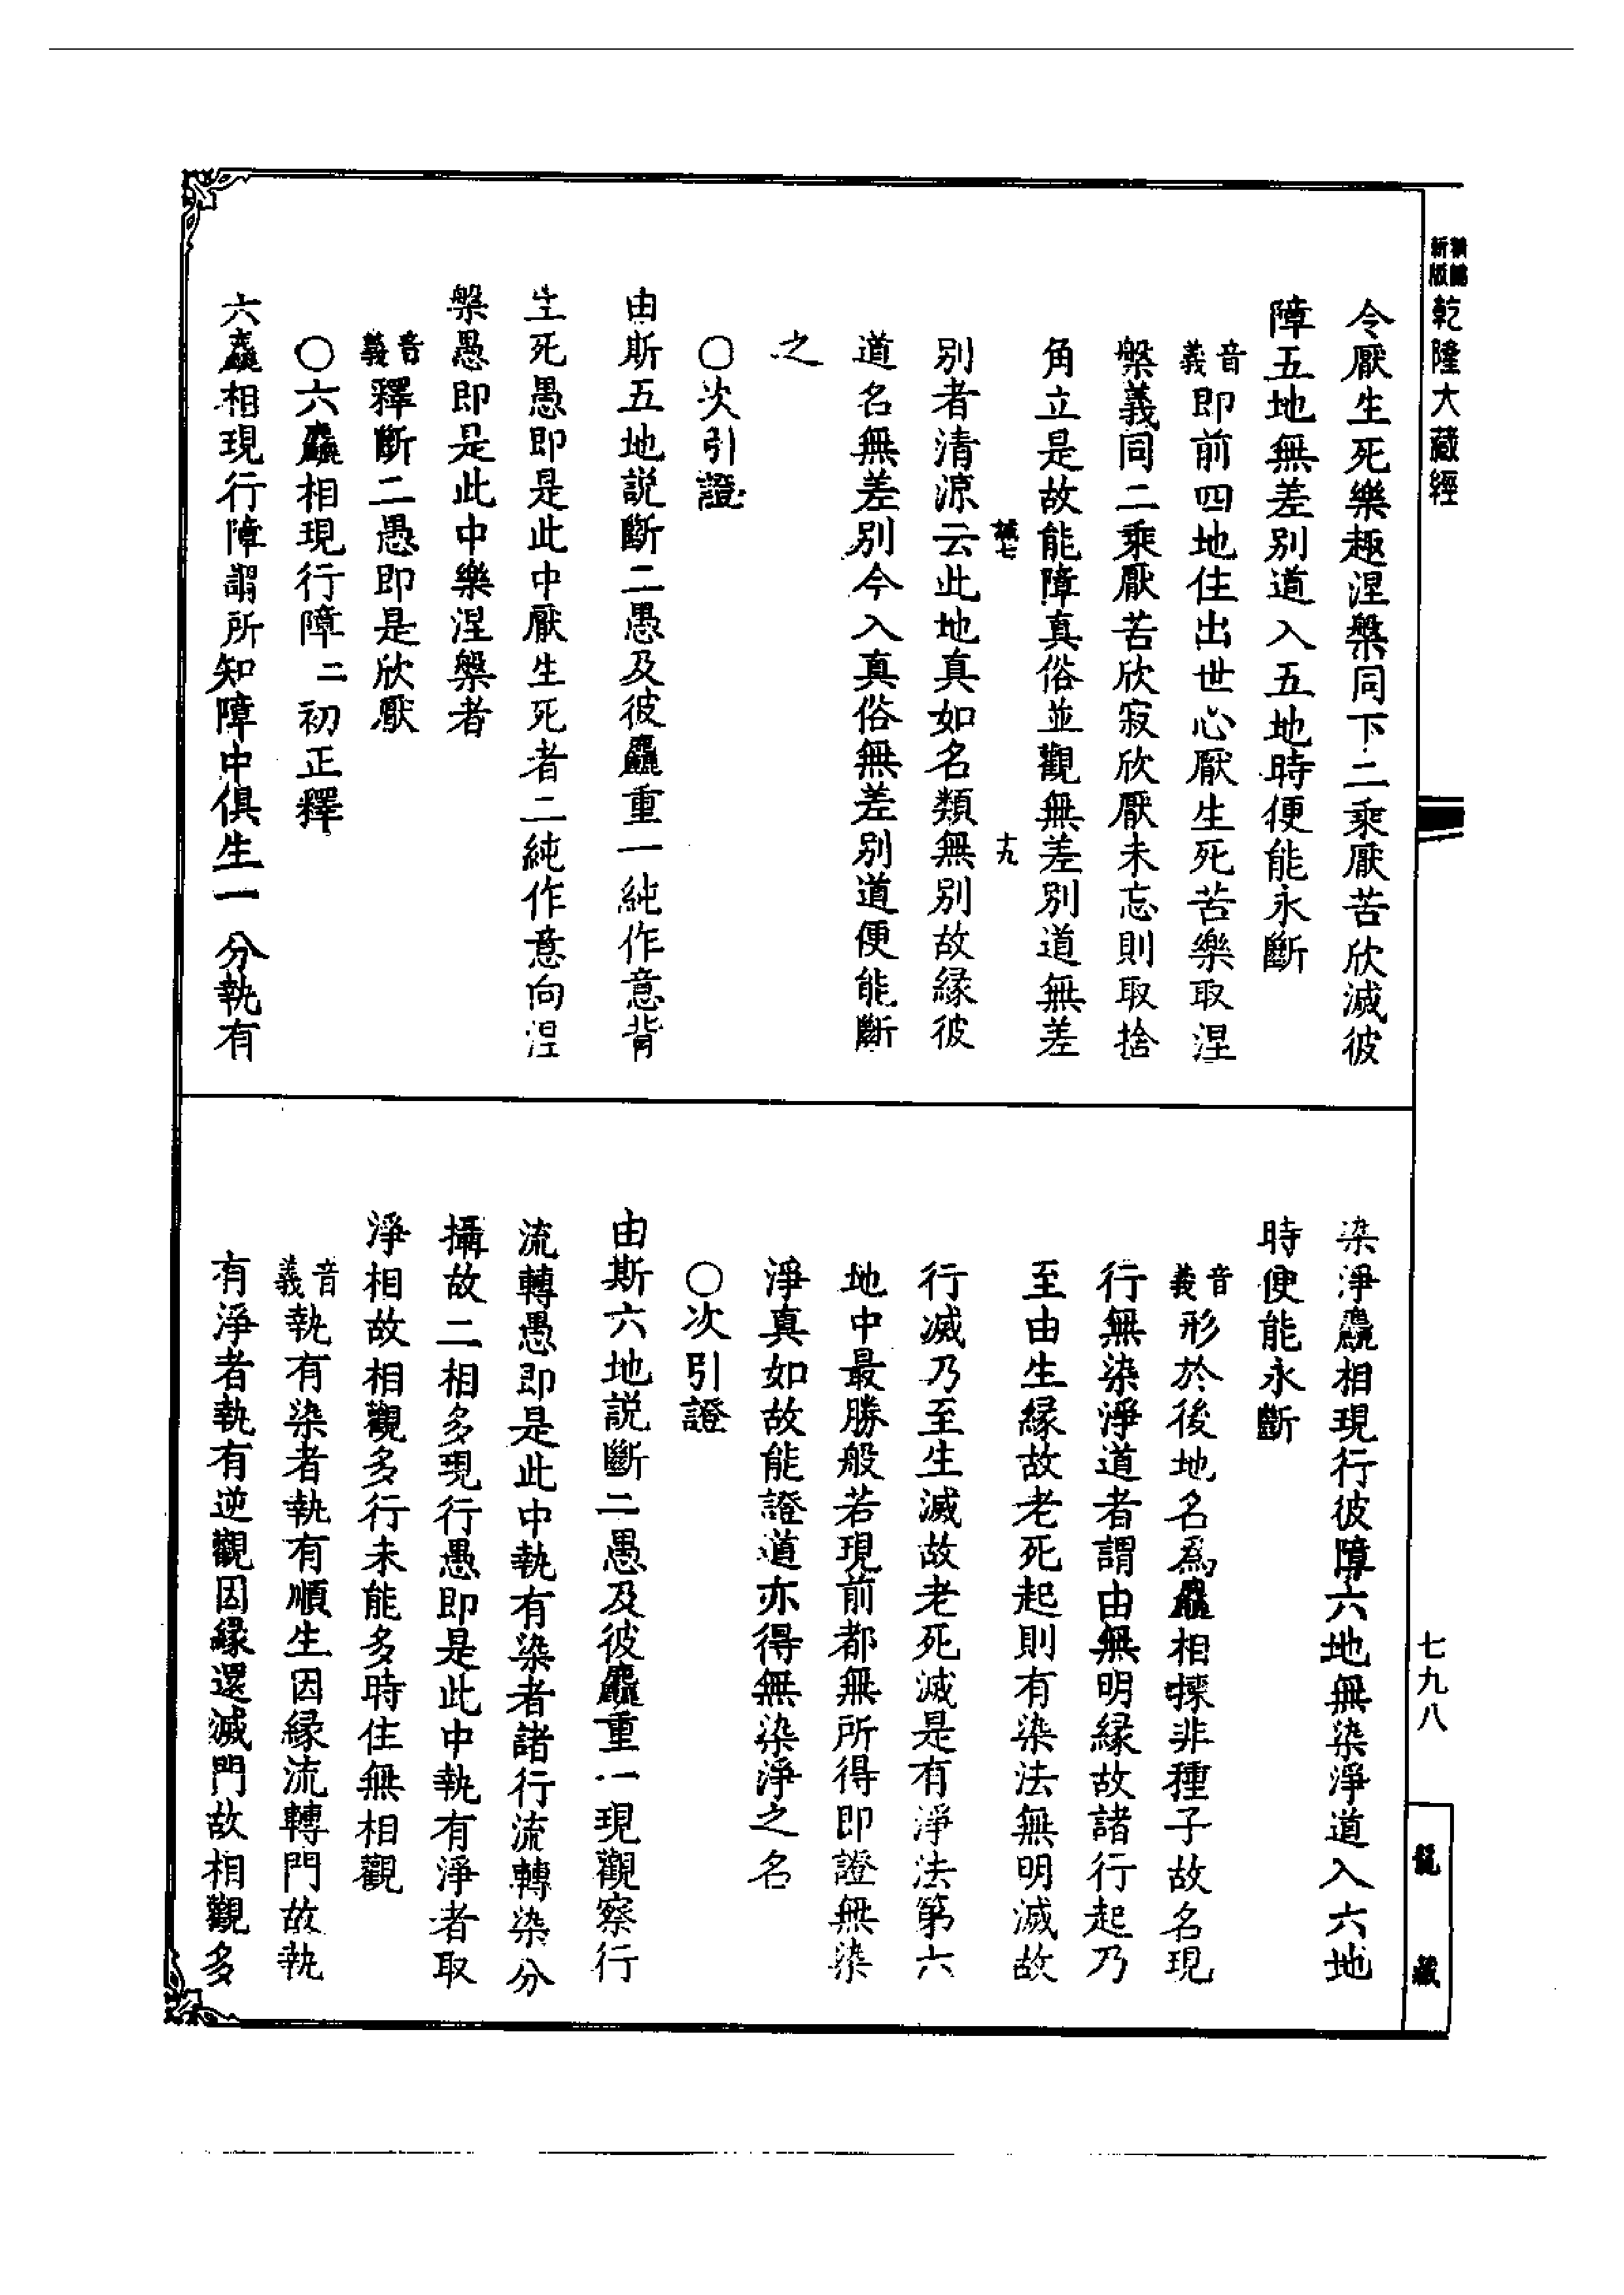 精編新版乾隆大藏經
令厭生死樂趣涅槃同下二乘厭苦欣滅彼
障五地無差別道入五地時便能永斷
音義即前四地住出世心厭生死苦樂取涅
槃義同二乘厭苦欣寂欣厭未忘則取捨
角立是故能障真俗並觀無差別道無差
十九
別者清涼云此地真如名類無別故緣彼
道名無差別今入真俗無差別道便能斷
之
○次引證
由斯五地説斷二愚及彼麤重一純作意背
生死愚即是此中厭生死者二純作意向涅
槃愚即是此中樂涅槃者
音義釋斷二愚即是欣厭
○六麤相現行障二初正釋
六麤相現行障謂所知障中俱生一分執有
染淨麤相現行彼障六地無染淨道入六地
時便能永斷
音義形於後地名為麤相揀非種子故名現
行無染淨道者謂由無明緣故諸行起乃
至由生緣故老死起則有染法無明滅故
行滅乃至生滅故老死滅是有淨法第六
地中最勝般若現前都無所得即證無染
淨真如故能證道亦得無染淨之名
○次引證
由斯六地説斷二愚及彼麤重一現觀察行
流轉愚即是此中執有染者諸行流轉染分
攝故二相多現行愚即是此中執有淨者取
淨相故相觀多行未能多時住無相觀
音義執有染者執有順生因緣流轉門故執
有淨者執有逆觀因緣還滅門故相觀多
七九八
龍藏